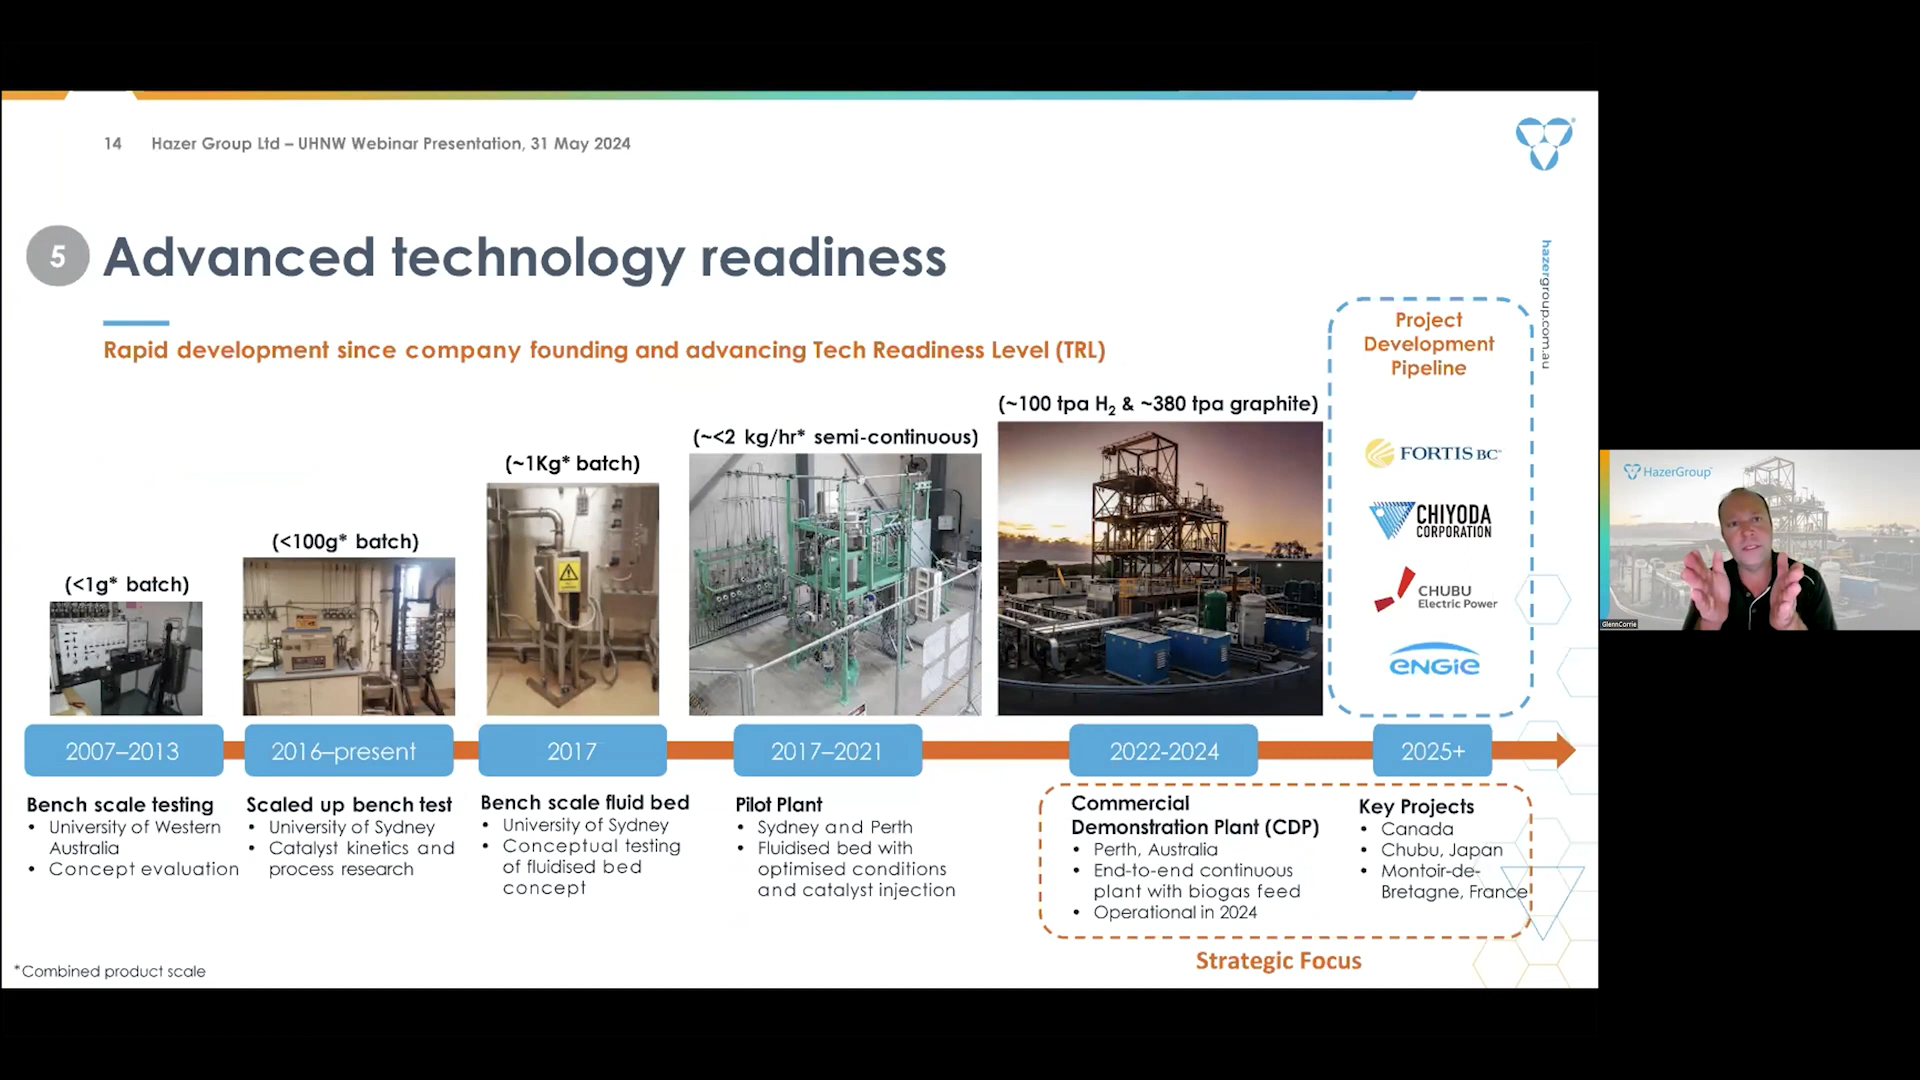 14 Hazer Group Ltd – UHNW Webinar Presentation, 31 May 2024
hazergroup.com.au
5 Advanced technology readiness
Rapid development since company founding and advancing Tech Readiness Level (TRL)
(<1g* batch)
(<100g* batch)
(~1Kg* batch)
(~<2 kg/hr* semi-continuous)
(~100 tpa H₂ & ~380 tpa graphite)
Project
Development
Pipeline
FORTIS BC™
CHIYODA
CORPORATION
CHUBU
Electric Power
ENGIE
2007–2013
2016–present
2017
2017–2021
2022-2024
2025+
Bench scale testing
• University of Western
Australia
• Concept evaluation
Scaled up bench test
• University of Sydney
• Catalyst kinetics and
process research
Bench scale fluid bed
• University of Sydney
• Conceptual testing
of fluidised bed
concept
Pilot Plant
• Sydney and Perth
• Fluidised bed with
optimised conditions
and catalyst injection
Commercial
Demonstration Plant (CDP)
• Perth, Australia
• End-to-end continuous
plant with biogas feed
• Operational in 2024
Key Projects
• Canada
• Chubu, Japan
• Montoir-de-
Bretagne, France
Strategic Focus
*Combined product scale
HazerGroup
GlennCorrie